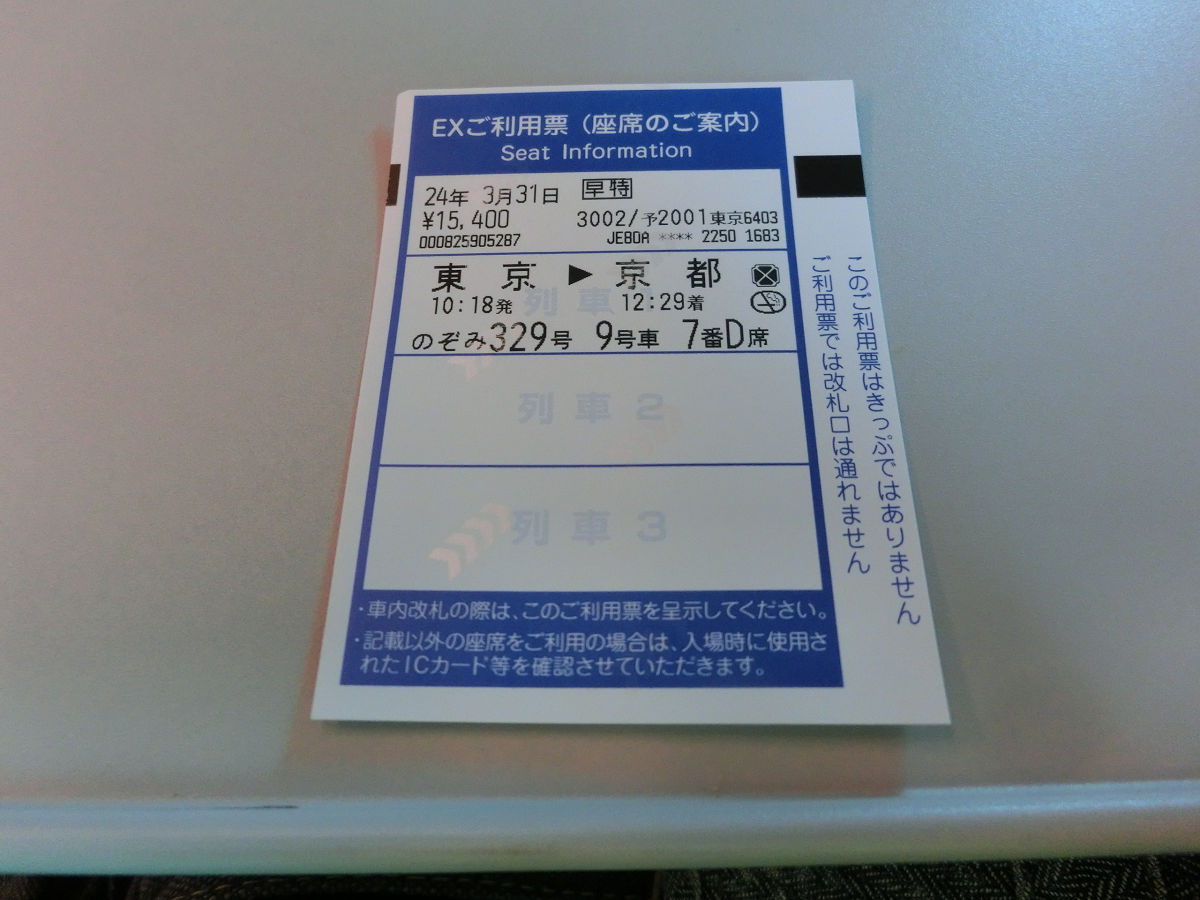 EXご利用票（座席のご案内）
Seat Information
24年 3月31日 早特
¥15,400 3002/予2001東京6403
000825905287 JE80A **** 2250 1683
東京▶京都
10:18発 12:29着
のぞみ329号 9号車 7番D席
列車2
列車3
・車内改札の際は、このご利用票を呈示してください。
・記載以外の座席をご利用の場合は、入場時に使用さ
れたICカード等を確認させていただきます。
このご利用票はきっぷではありません
ご利用票では改札口は通れません